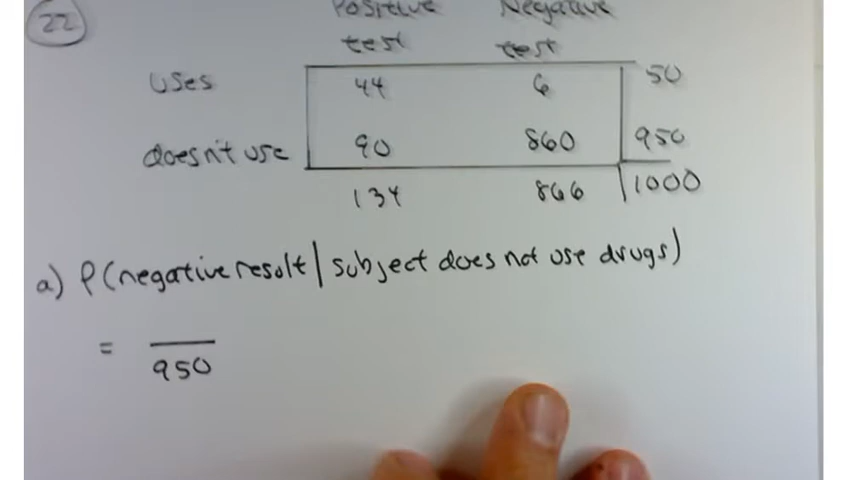 22
Positive Negative
test test
uses 44 6 50
doesn't use 90 860 950
134 866 1000
a) P(negative result | subject does not use drugs)
= 
950